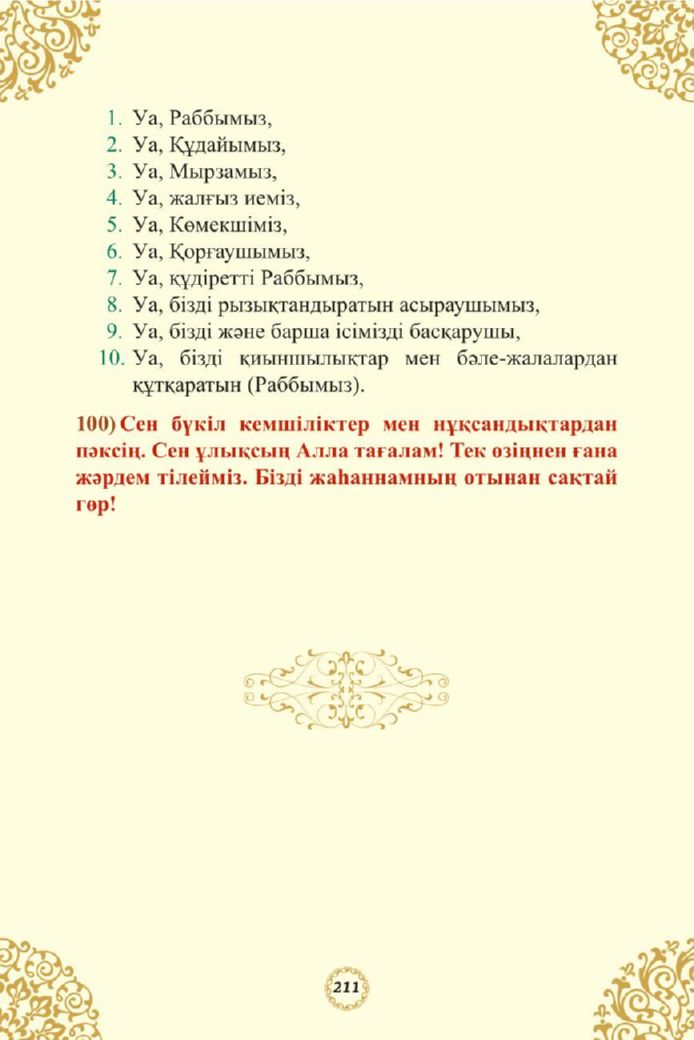 1. Уа, Раббымыз,
2. Уа, Құдайымыз,
3. Уа, Мырзамыз,
4. Уа, жалғыз иеміз,
5. Уа, Көмекшіміз,
6. Уа, Қорғаушымыз,
7. Уа, құдіретті Раббымыз,
8. Уа, бізді рызықтандыратын асыраушымыз,
9. Уа, бізді және барша ісімізді басқарушы,
10. Уа, бізді қиыншылықтар мен бәле-жалалардан
құтқаратын (Раббымыз).
100) Сен бүкіл кемшіліктер мен нұқсандықтардан
пәксің. Сен ұлықсың Алла тағалам! Тек өзіңнен ғана
жәрдем тілейміз. Бізді жаһаннамның отынан сақтай
гөр!
211